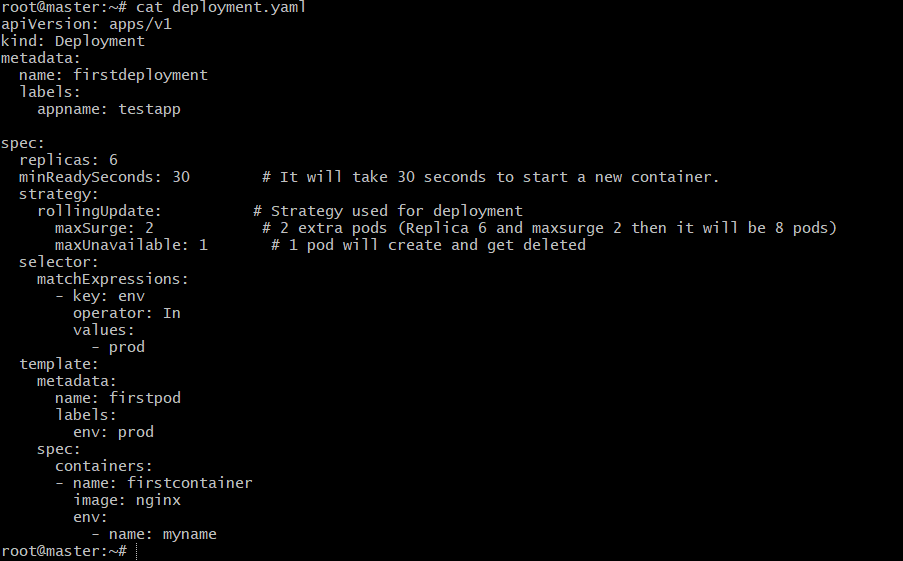 root@master:~# cat deployment.yaml
apiVersion: apps/v1
kind: Deployment
metadata:
  name: firstdeployment
  labels:
    appname: testapp

spec:
  replicas: 6
  minReadySeconds: 30        # It will take 30 seconds to start a new container.
  strategy:
    rollingUpdate:          # Strategy used for deployment
      maxSurge: 2            # 2 extra pods (Replica 6 and maxsurge 2 then it will be 8 pods)
      maxUnavailable: 1       # 1 pod will create and get deleted
  selector:
    matchExpressions:
      - key: env
        operator: In
        values:
          - prod
  template:
    metadata:
      name: firstpod
      labels:
        env: prod
    spec:
      containers:
      - name: firstcontainer
        image: nginx
        env:
          - name: myname
root@master:~#